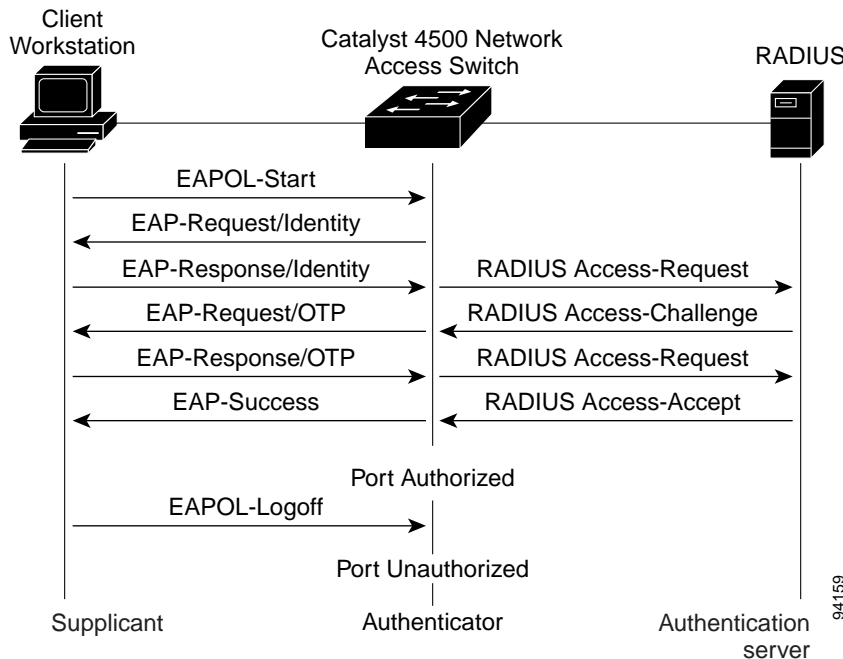 Client
Workstation
Catalyst 4500 Network
Access Switch
RADIUS
EAPOL-Start
EAP-Request/Identity
EAP-Response/Identity
RADIUS Access-Request
EAP-Request/OTP
RADIUS Access-Challenge
EAP-Response/OTP
RADIUS Access-Request
EAP-Success
RADIUS Access-Accept
Port Authorized
EAPOL-Logoff
Port Unauthorized
Supplicant
Authenticator
Authentication
server
94159